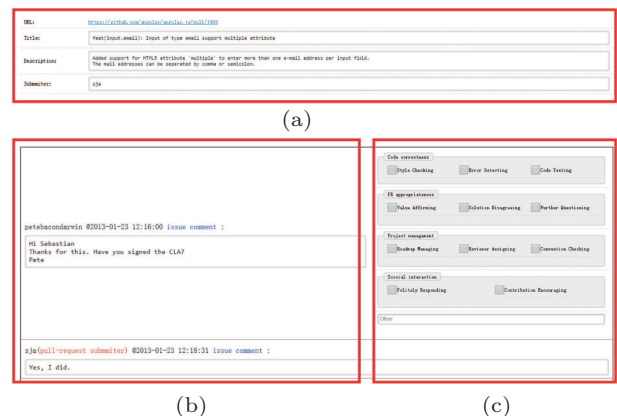 URL: https://github.com/angular/angular.js/pull/1880
Title: feat(input.email): Input of type email support multiple attribute
Description: Added support for HTML5 attribute `multiple` to enter more than one e-mail address per input field.
The mail addresses can be seperated by comma or semicolon.
Submmiter: sja
(a)
petebacondarwin @2013-01-23 12:16:00 issue comment :
Hi Sebastian
Thanks for this. Have you signed the CLA?
Pete
sja(pull-request submmiter) @2013-01-23 12:18:31 issue comment :
Yes, I did.
(b)
Code correctness
Style Checking Error Detecting Code Testing
PR appropriateness
Value Affirming Solution Disagreeing Further Questioning
Project management
Roadmap Managing Reviewer Assigning Convention Checking
Scocial interaction
Politely Responding Contribution Encouraging
Other
(c)